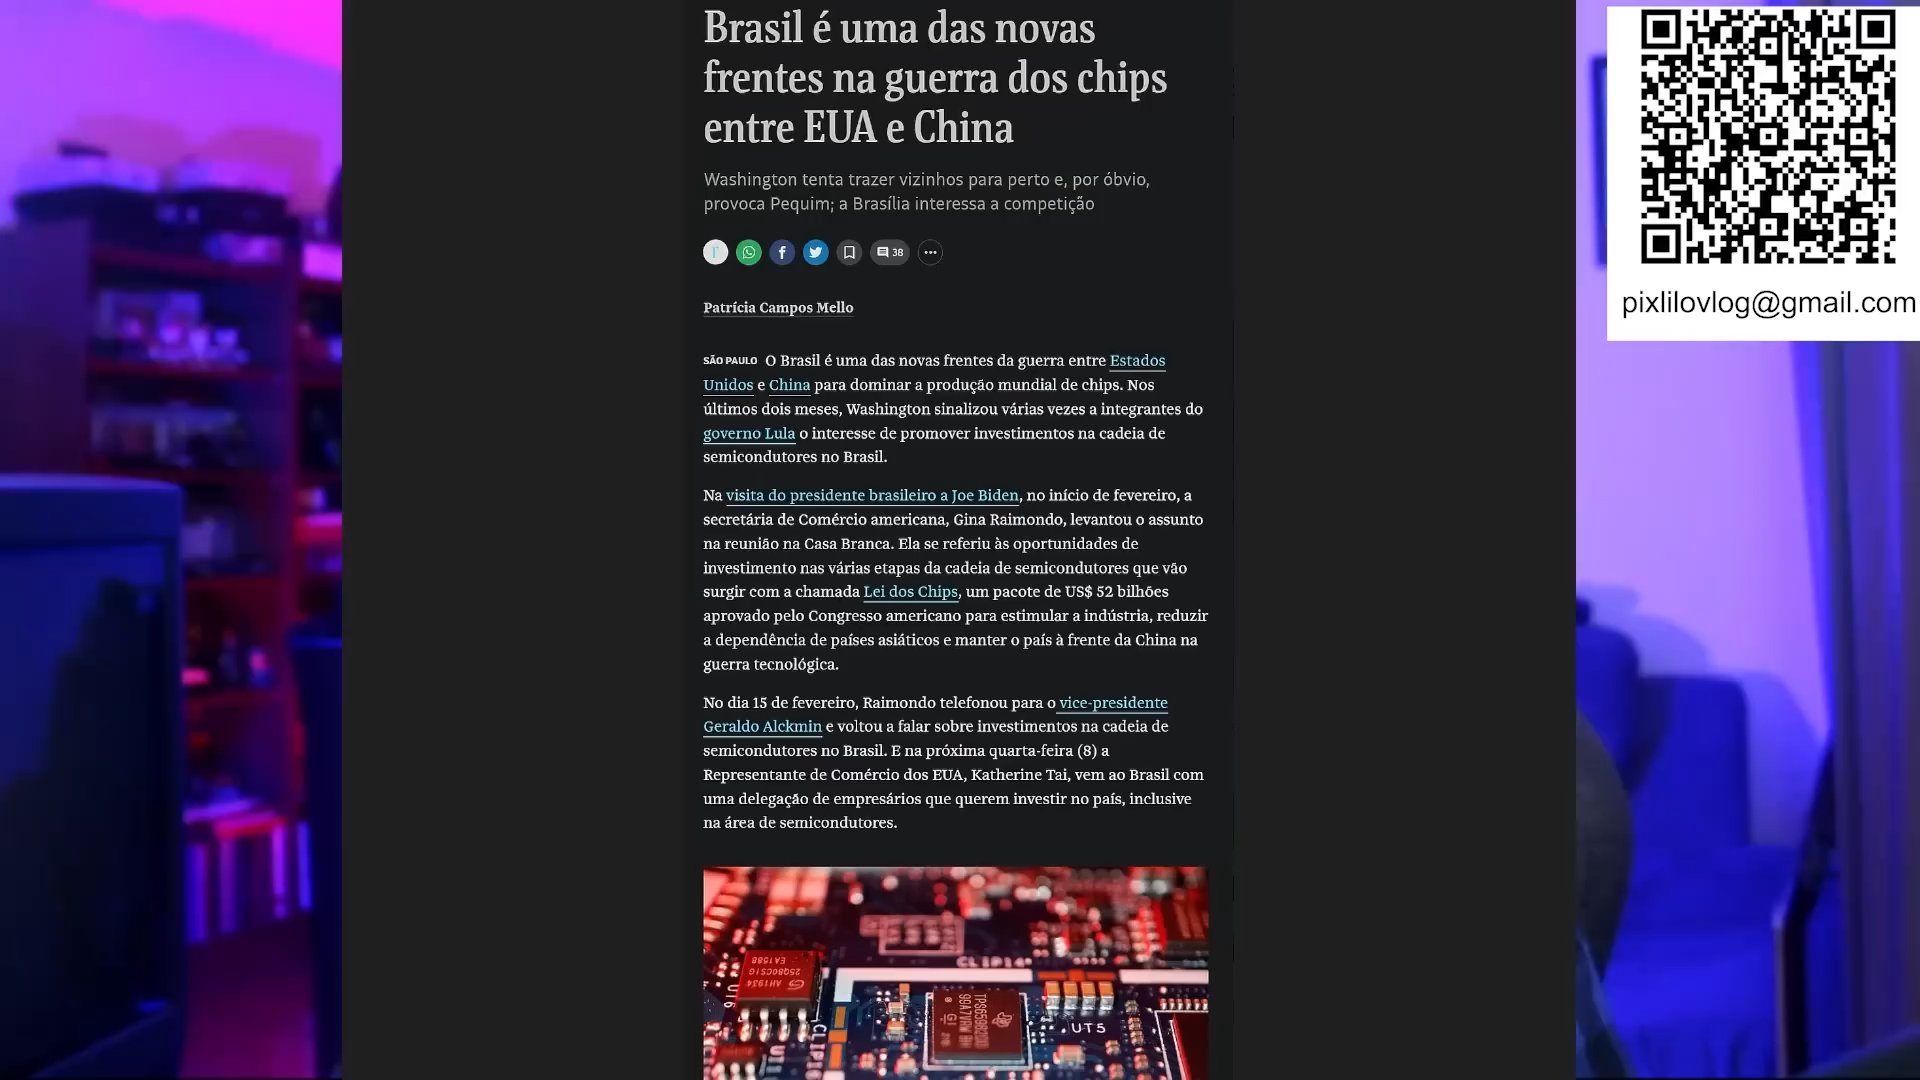 Brasil é uma das novas
frentes na guerra dos chips
entre EUA e China
Washington tenta trazer vizinhos para perto e, por óbvio,
provoca Pequim; a Brasília interessa a competição
38
Patrícia Campos Mello
SÃO PAULO O Brasil é uma das novas frentes da guerra entre Estados
Unidos e China para dominar a produção mundial de chips. Nos
últimos dois meses, Washington sinalizou várias vezes a integrantes do
governo Lula o interesse de promover investimentos na cadeia de
semicondutores no Brasil.
Na visita do presidente brasileiro a Joe Biden, no início de fevereiro, a
secretária de Comércio americana, Gina Raimondo, levantou o assunto
na reunião na Casa Branca. Ela se referiu às oportunidades de
investimento nas várias etapas da cadeia de semicondutores que vão
surgir com a chamada Lei dos Chips, um pacote de US$ 52 bilhões
aprovado pelo Congresso americano para estimular a indústria, reduzir
a dependência de países asiáticos e manter o país à frente da China na
guerra tecnológica.
No dia 15 de fevereiro, Raimondo telefonou para o vice-presidente
Geraldo Alckmin e voltou a falar sobre investimentos na cadeia de
semicondutores no Brasil. E na próxima quarta-feira (8) a
Representante de Comércio dos EUA, Katherine Tai, vem ao Brasil com
uma delegação de empresários que querem investir no país, inclusive
na área de semicondutores.
pixlilovlog@gmail.com
CLIP14
UT5